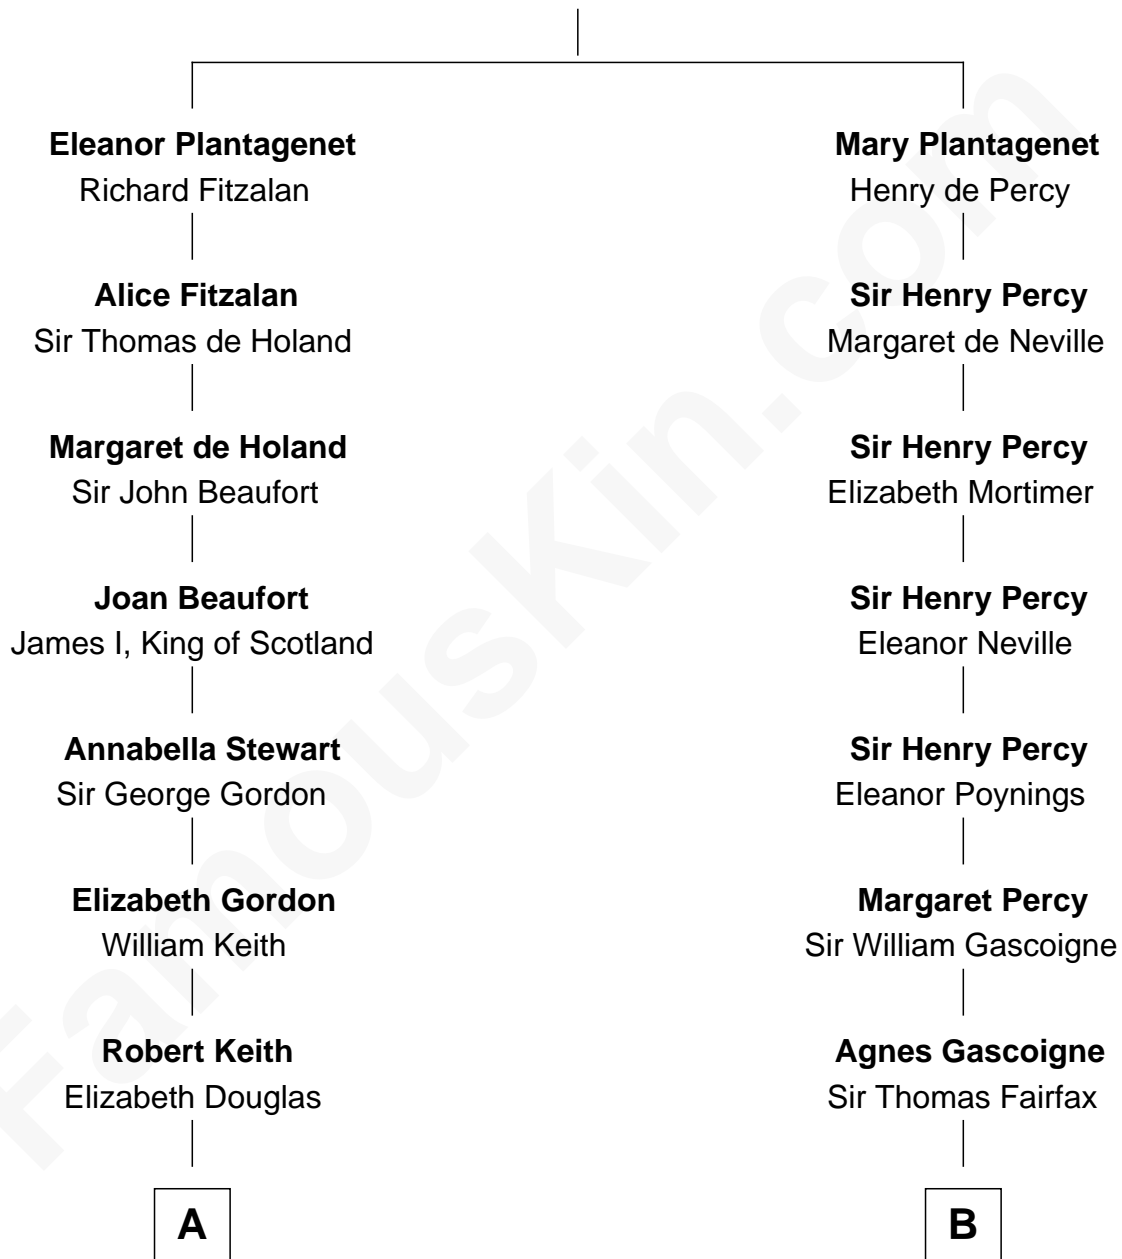 Eleanor Plantagenet
Richard Fitzalan
Alice Fitzalan
Sir Thomas de Holand
Margaret de Holand
Sir John Beaufort
Joan Beaufort
James I, King of Scotland
Annabella Stewart
Sir George Gordon
Elizabeth Gordon
William Keith
Robert Keith
Elizabeth Douglas
A
Mary Plantagenet
Henry de Percy
Sir Henry Percy
Margaret de Neville
Sir Henry Percy
Elizabeth Mortimer
Sir Henry Percy
Eleanor Neville
Sir Henry Percy
Eleanor Poynings
Margaret Percy
Sir William Gascoigne
Agnes Gascoigne
Sir Thomas Fairfax
B
FamousKin.com